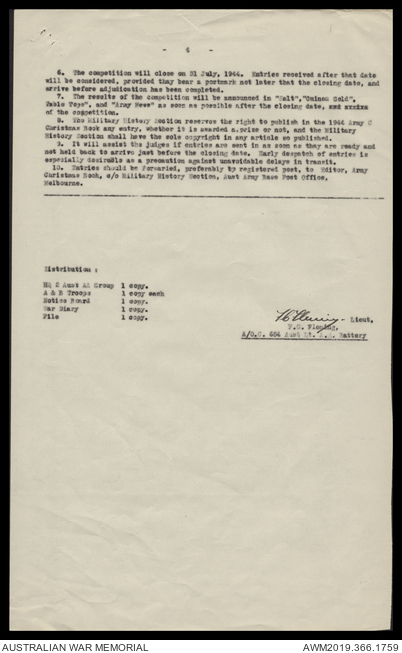 - 4 -
6. The competition will close on 31 July, 1944. Entries received after that date
will be considered, provided thay bear a postmark not later that the closing date, and
arrive before adjudication has been completed.
7. The results of the competition will be announced in "Salt", "Guinea Gold",
Table Tops", and "Army News" as soon as possible after the closing date,
of the competition.
8. The Military History Section reserves the right to publish in the 1944 Army
Christmas Book any entry, whether it is awarded a prize or not, and the Military
History Section shall have the sole copyright in any article so published.
9. It will assist the judges if entries are sent in as soon as they are ready and
not held back to arrive just before the closing date. Early despatch of entries is
especially desirable as a precaution against unavoidable delays in transit.
10. Entries should be forwarded, preferably by registered post, to Editor, Army
Christmas Book, c/o Military History Section, Aust Army Base Post Office,
Melbourne.
Distribution :
HQ 2 Aust AA Group 1 copy.
A & B Troops 1 copy each
Notice Board 1 copy.
War Diary 1 copy.
File 1 copy.
Lieut,
Fleming,
A/O.C. Aust Lt. A.A. Battery
AUSTRALIAN WAR MEMORIAL
AWM2019.366.1759